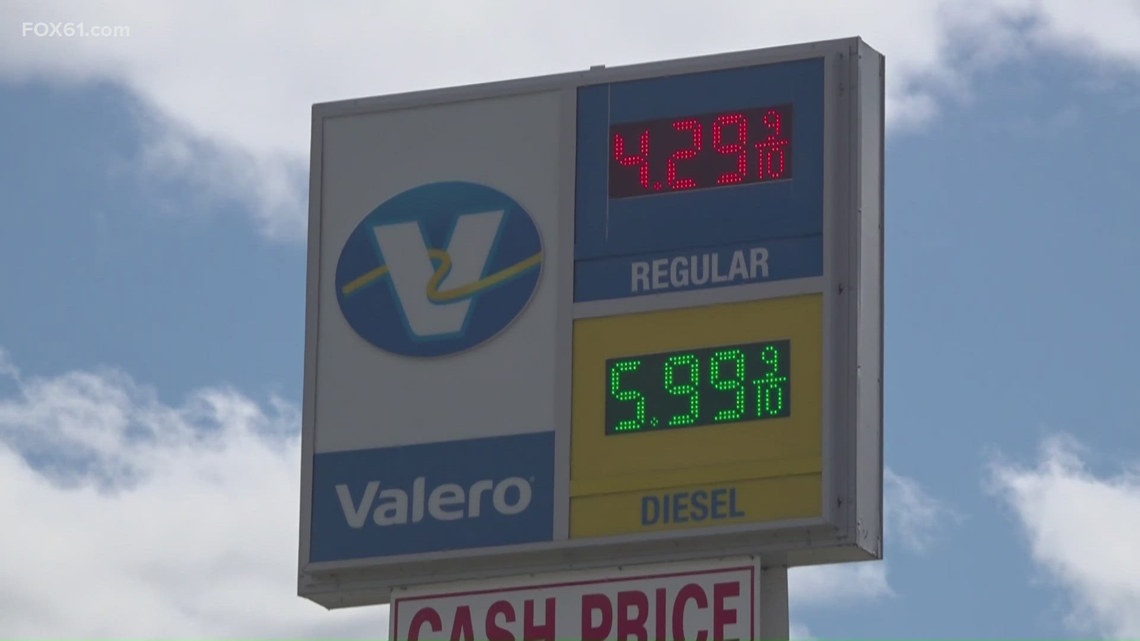 FOX61.com
4.29 9/10
REGULAR
V
5.99 9/10
Valero
DIESEL
CASH PRICE